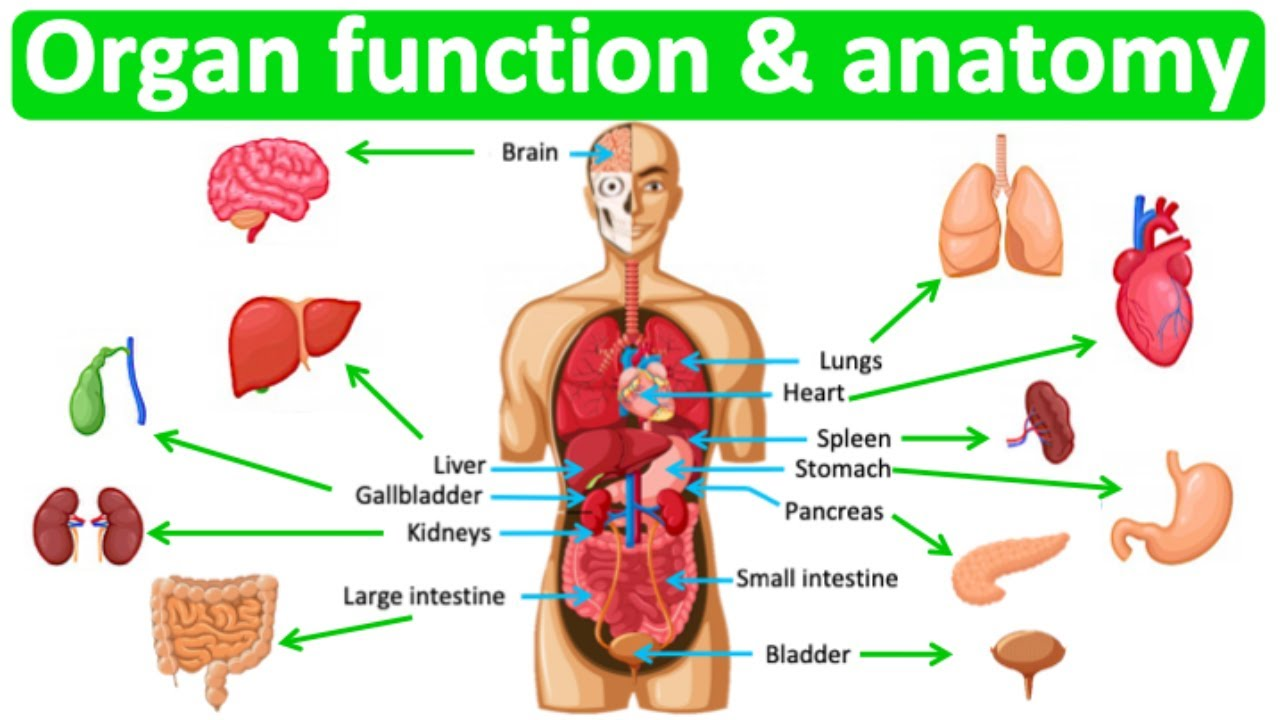 Organ function & anatomy
Brain
Lungs
Heart
Spleen
Liver
Stomach
Gallbladder
Pancreas
Kidneys
Small intestine
Large intestine
Bladder